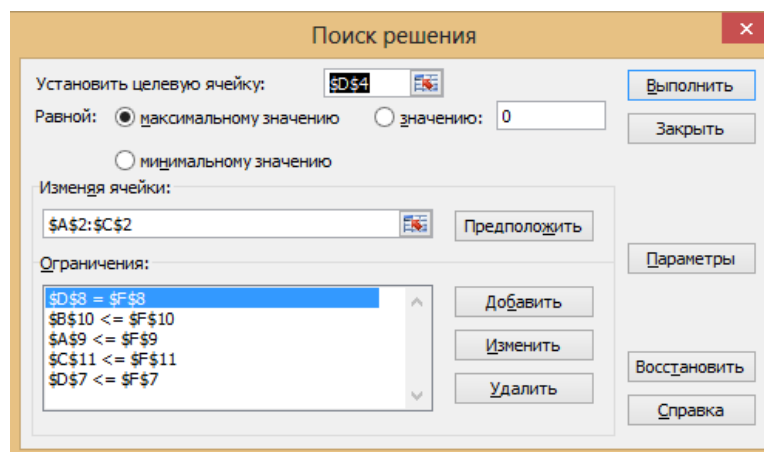 Поиск решения
Установить целевую ячейку: $D$4 Выполнить
Равной: максимальному значению значению: 0 Закрыть
минимальному значению
Изменяя ячейки:
$A$2:$C$2 Предположить
Ограничения: Параметры
$D$8 = $F$8 Добавить
$B$10 <= $F$10
$A$9 <= $F$9 Изменить
$C$11 <= $F$11
$D$7 <= $F$7 Удалить
Восстановить
Справка